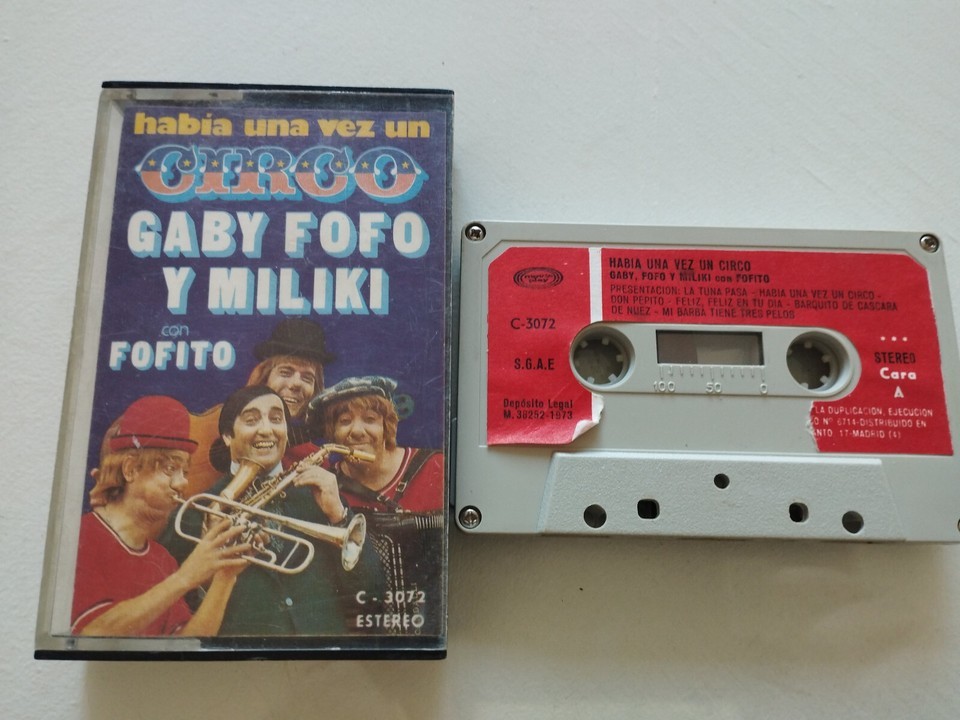 habia una vez un
CIRCO
GABY FOFO
Y MILIKI
con
FOFITO
C - 3072
ESTEREO
HABIA UNA VEZ UN CIRCO
GABY, FOFO Y MILIKI con FOFITO
PRESENTACION: LA TUNA PASA - HABIA UNA VEZ UN CIRCO -
DON PEPITO - FELIZ, FELIZ EN TU DIA - BARQUITO DE CASCARA
DE NUEZ - MI BARBA TIENE TRES PELOS
C-3072
S.G.A.E
Depósito Legal
M. 38252-1973
100 50 0
STEREO
Cara
A
LA DUPLICACION, EJECUCION
O Nº 6714-DISTRIBUIDO EN
ANTO, 17-MADRID (4)